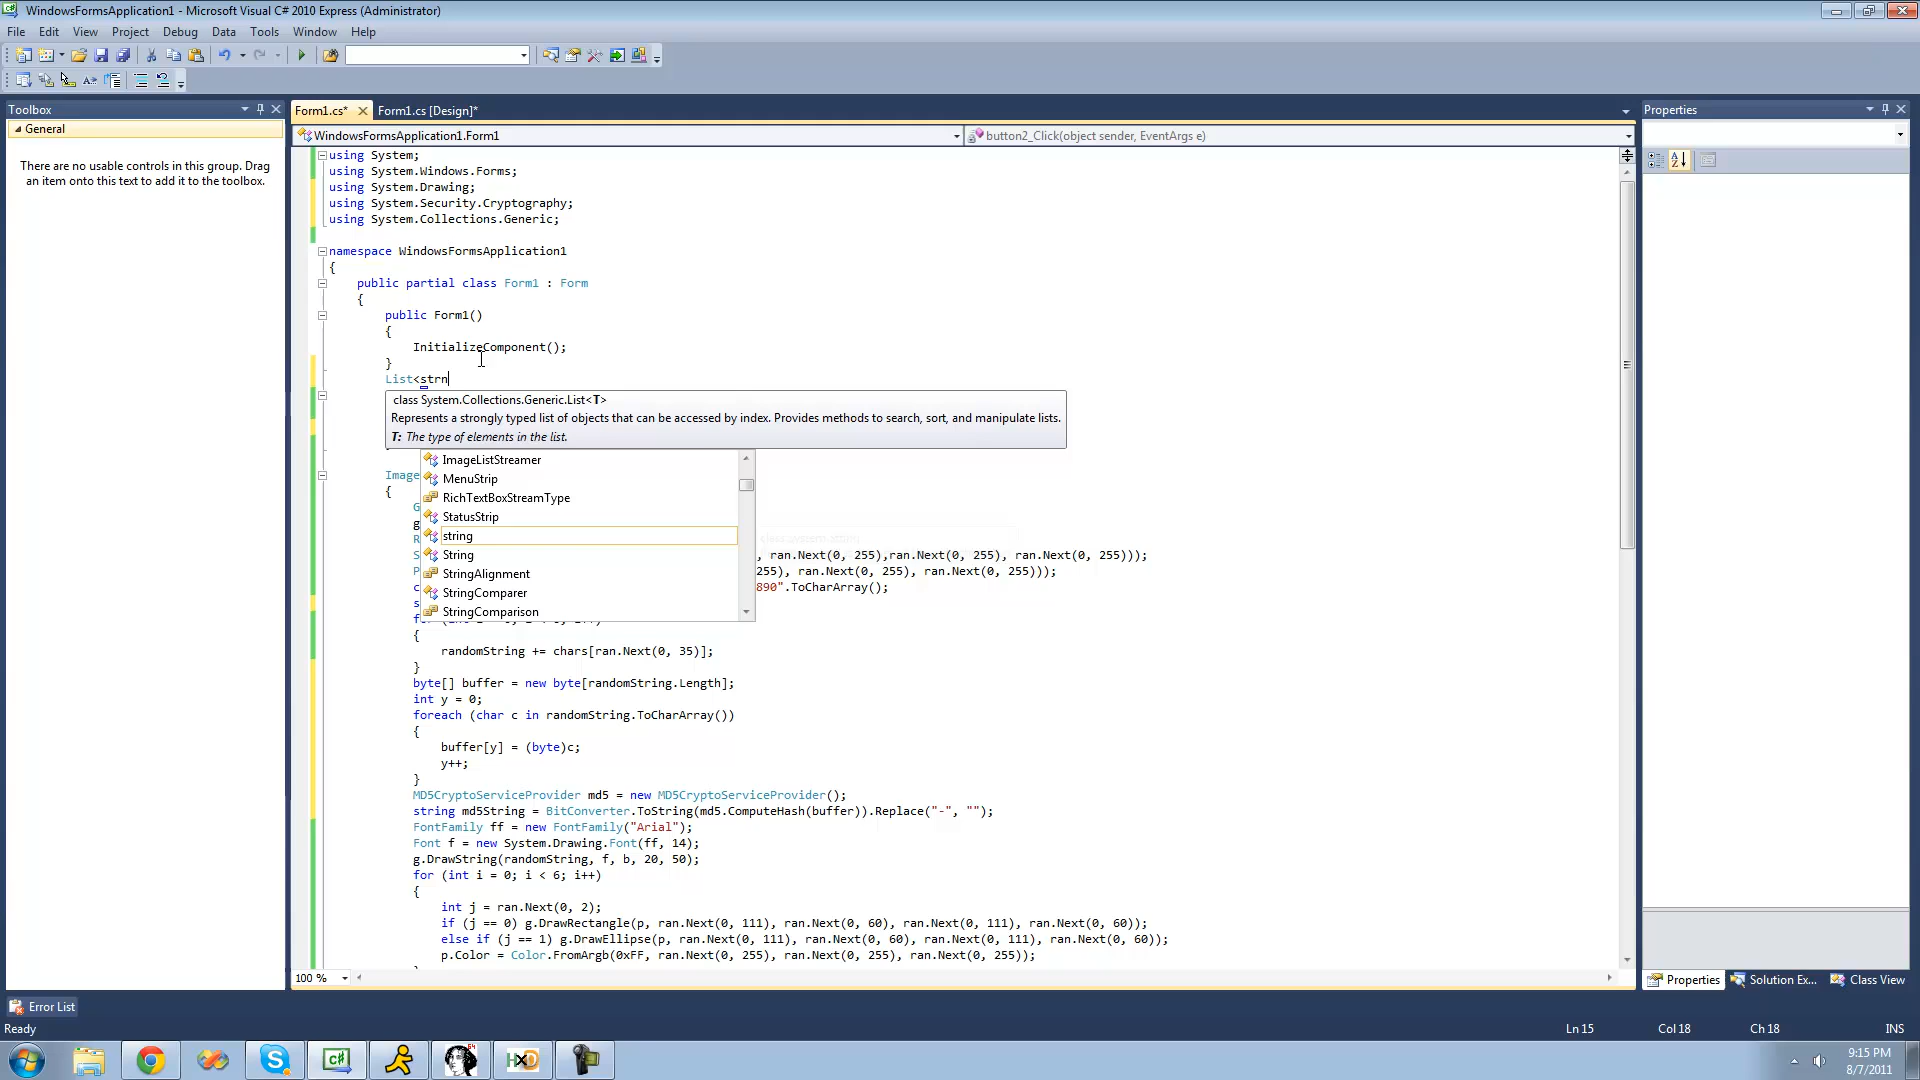 WindowsFormsApplication1 - Microsoft Visual C# 2010 Express (Administrator)
File Edit View Project Debug Data Tools Window Help
Toolbox
General
There are no usable controls in this group. Drag
an item onto this text to add it to the toolbox.
Form1.cs* Form1.cs [Design]*
WindowsFormsApplication1.Form1 button2_Click(object sender, EventArgs e)
using System;
using System.Windows.Forms;
using System.Drawing;
using System.Security.Cryptography;
using System.Collections.Generic;
namespace WindowsFormsApplication1
{
public partial class Form1 : Form
{
public Form1()
{
InitializeComponent();
}
List<strn
class System.Collections.Generic.List<T>
Represents a strongly typed list of objects that can be accessed by index. Provides methods to search, sort, and manipulate lists.
T: The type of elements in the list.
ImageListStreamer
MenuStrip
RichTextBoxStreamType
StatusStrip
string
String
StringAlignment
StringComparer
StringComparison
Image
{
G
g
R
S , ran.Next(0, 255),ran.Next(0, 255), ran.Next(0, 255)));
P 255), ran.Next(0, 255), ran.Next(0, 255)));
c 890".ToCharArray();
s
{
randomString += chars[ran.Next(0, 35)];
}
byte[] buffer = new byte[randomString.Length];
int y = 0;
foreach (char c in randomString.ToCharArray())
{
buffer[y] = (byte)c;
y++;
}
MD5CryptoServiceProvider md5 = new MD5CryptoServiceProvider();
string md5String = BitConverter.ToString(md5.ComputeHash(buffer)).Replace("-", "");
FontFamily ff = new FontFamily("Arial");
Font f = new System.Drawing.Font(ff, 14);
g.DrawString(randomString, f, b, 20, 50);
for (int i = 0; i < 6; i++)
{
int j = ran.Next(0, 2);
if (j == 0) g.DrawRectangle(p, ran.Next(0, 111), ran.Next(0, 60), ran.Next(0, 111), ran.Next(0, 60));
else if (j == 1) g.DrawEllipse(p, ran.Next(0, 111), ran.Next(0, 60), ran.Next(0, 111), ran.Next(0, 60));
p.Color = Color.FromArgb(0xFF, ran.Next(0, 255), ran.Next(0, 255), ran.Next(0, 255));
100 %
Properties
Properties Solution Ex... Class View
Error List
Ready Ln 15 Col 18 Ch 18 INS
9:15 PM
8/7/2011